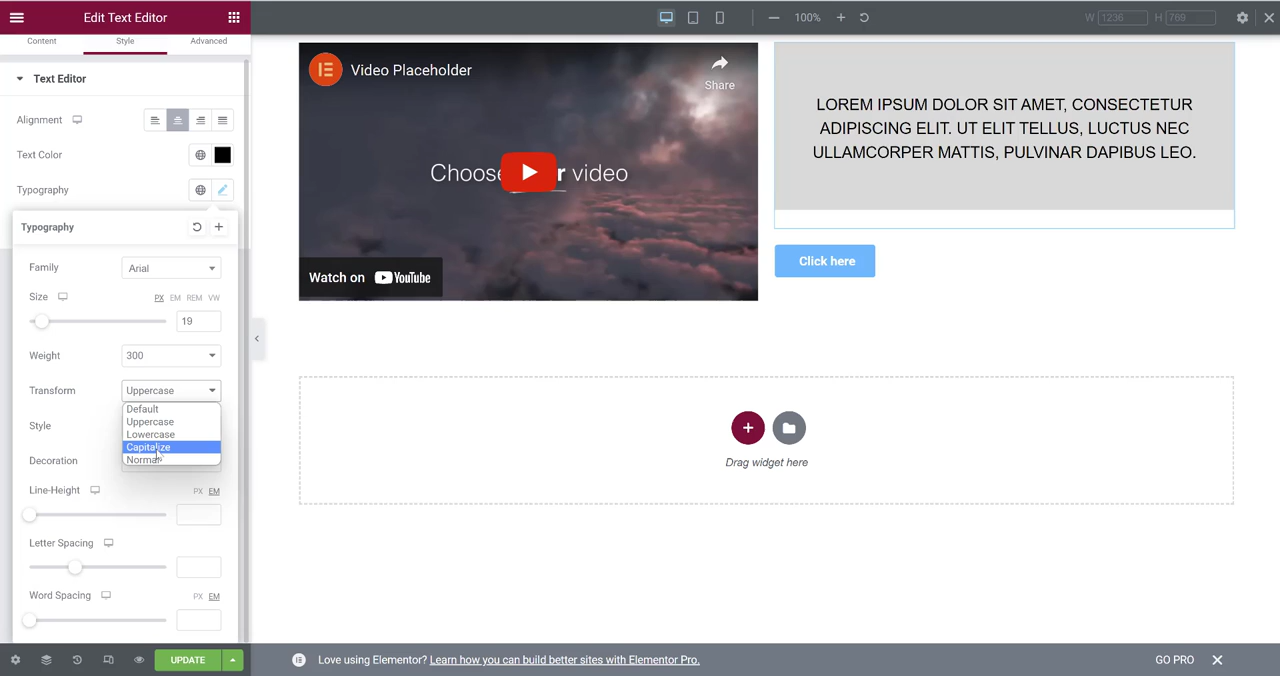 Edit Text Editor
Content Style Advanced
Text Editor
Alignment
Text Color
Typography
Typography
Family Arial
Size PX EM REM VW
19
Weight 300
Transform Uppercase
Default
Uppercase
Lowercase
Capitalize
Normal
Style
Decoration
Line-Height PX EM
Letter Spacing
Word Spacing PX EM
UPDATE
100%
W 1236 H 769
Video Placeholder
Share
Choose your video
Watch on YouTube
LOREM IPSUM DOLOR SIT AMET, CONSECTETUR
ADIPISCING ELIT. UT ELIT TELLUS, LUCTUS NEC
ULLAMCORPER MATTIS, PULVINAR DAPIBUS LEO.
Click here
Drag widget here
Love using Elementor? Learn how you can build better sites with Elementor Pro.
GO PRO